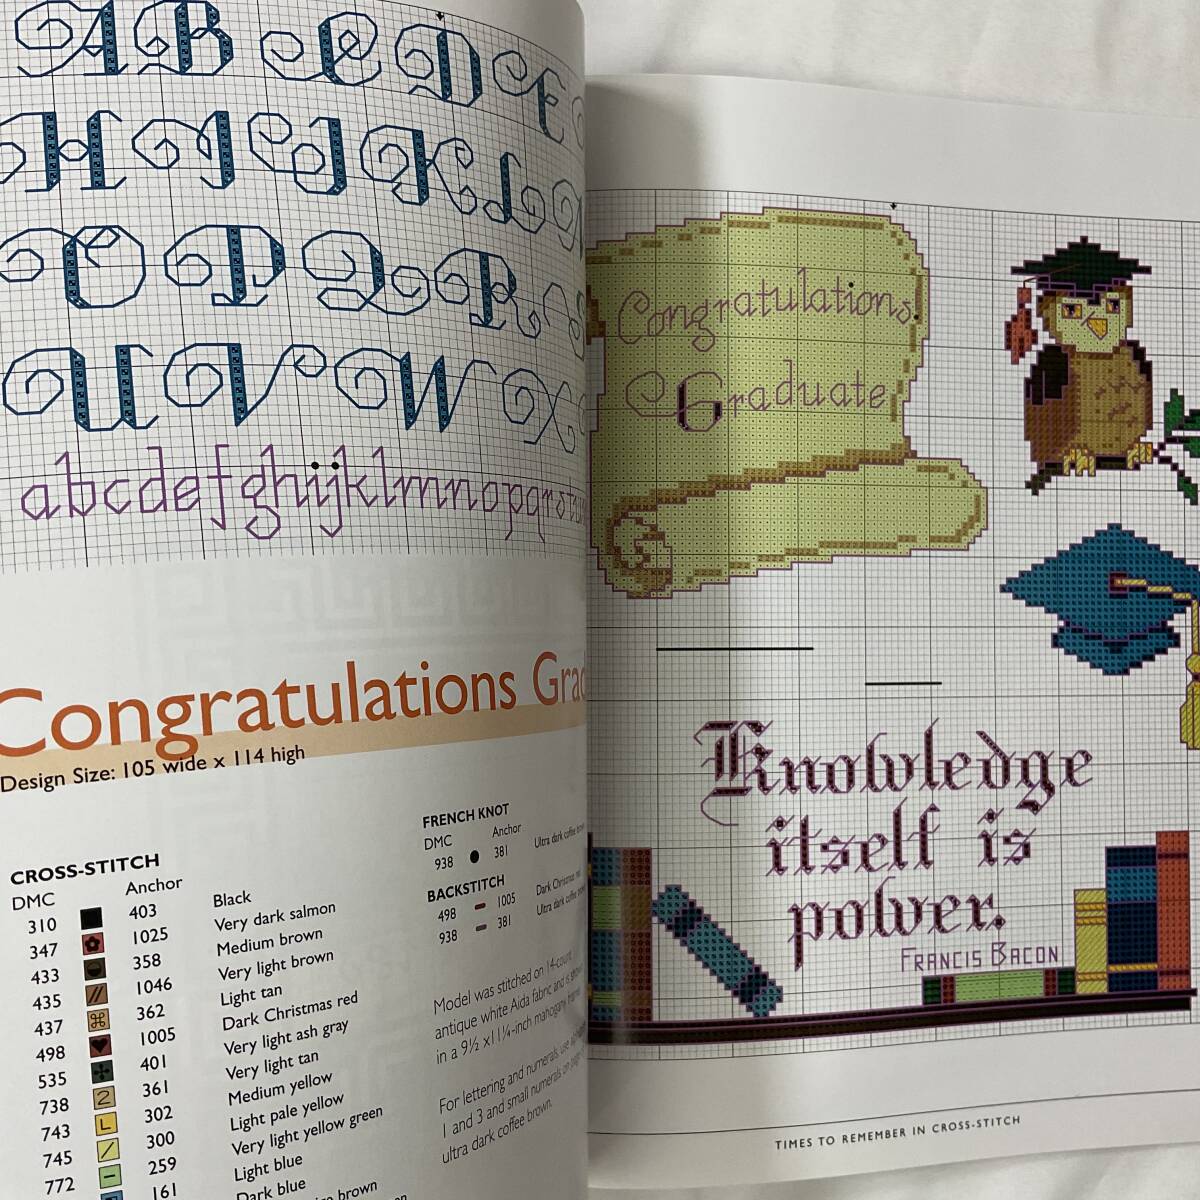 A B C D E
H I J K L
O P Q R S
U V W X
abcdefghijklmnopqrst
Congratulations Grad
Design Size: 105 wide x 114 high
CROSS-STITCH
DMC Anchor
310 403 Black
347 1025 Very dark salmon
433 358 Medium brown
435 1046 Very light brown
437 362 Light tan
498 1005 Dark Christmas red
535 401 Very light ash gray
738 361 Very light tan
743 302 Medium yellow
745 300 Light pale yellow
772 259 Very light yellow green
161 Light blue
Dark blue
brown
FRENCH KNOT
DMC Anchor
938 381 Ultra dark coffee brown
BACKSTITCH
498 1005 Dark Christmas red
938 381 Ultra dark coffee
Model was stitched on 14-count
antique white Aida fabric and is
in a 9½ x 11¼-inch mahogany frame.
For lettering and numerals, use
1 and 3 and small numerals on page
ultra dark coffee brown.
Congratulations,
Graduate
Knowledge
itself is
power.
FRANCIS BACON
TIMES TO REMEMBER IN CROSS-STITCH